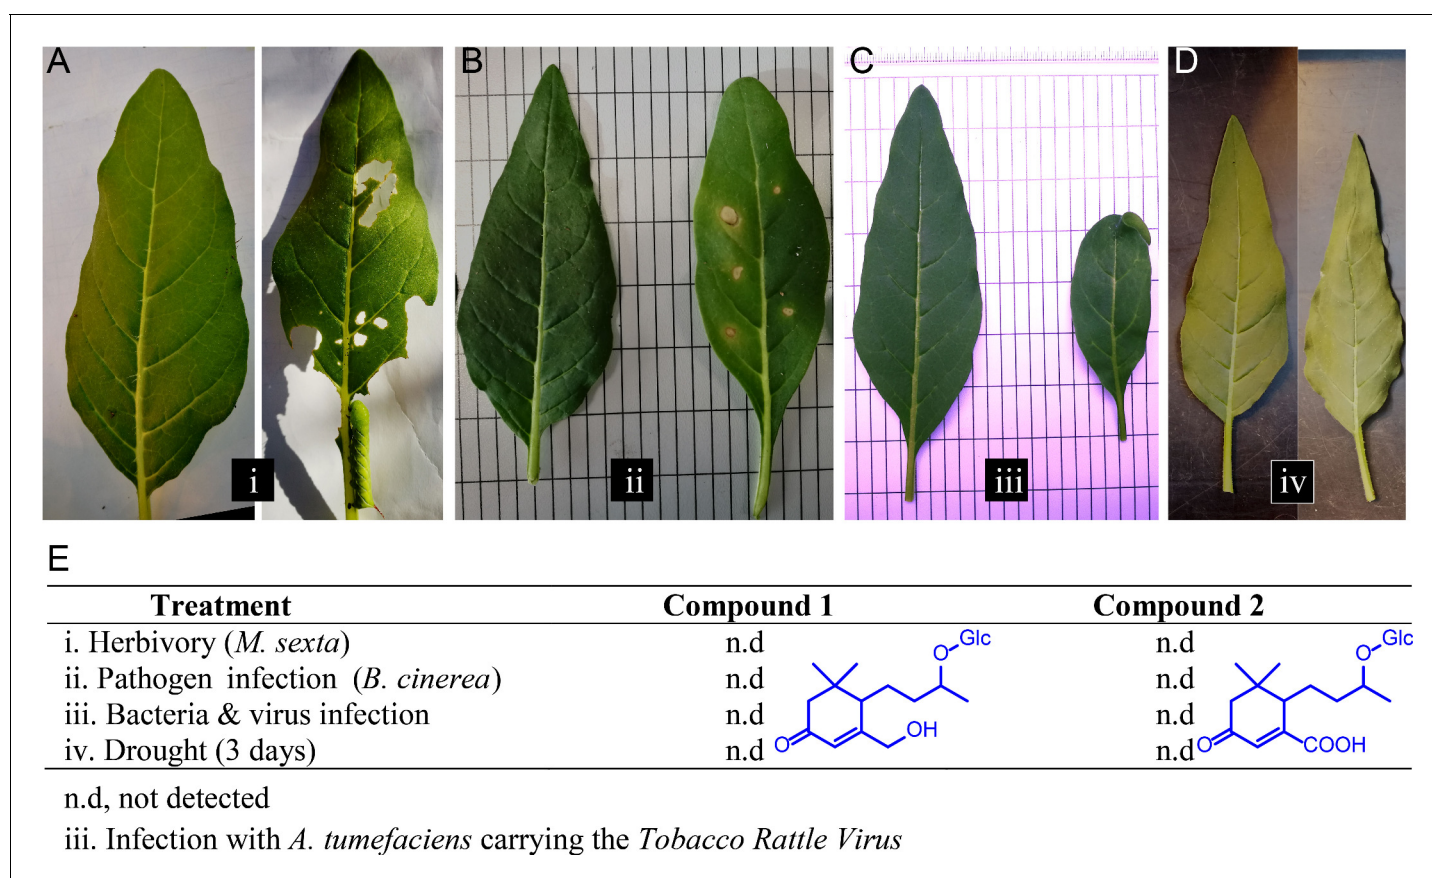 A
B
C
D
i
ii
iii
iv
E
Treatment Compound 1 Compound 2
i. Herbivory (M. sexta) n.d n.d
ii. Pathogen infection (B. cinerea) n.d n.d
iii. Bacteria & virus infection n.d n.d
iv. Drought (3 days) n.d n.d
O Glc
OH
O
O Glc
COOH
O
n.d, not detected
iii. Infection with A. tumefaciens carrying the Tobacco Rattle Virus